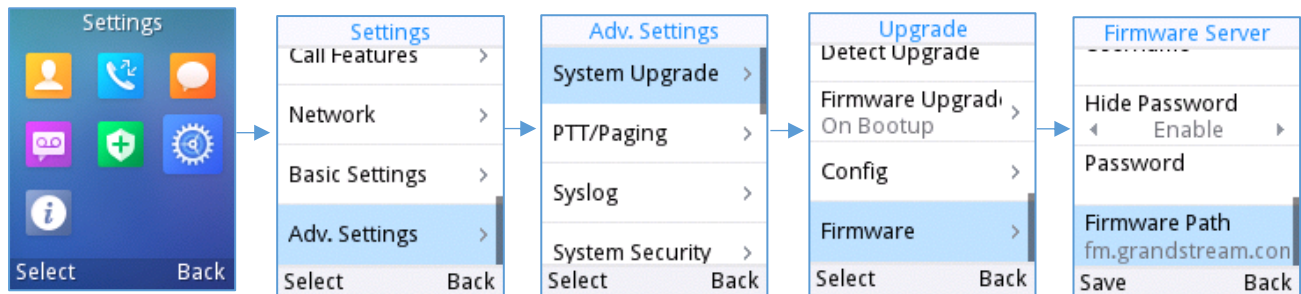 Settings
Select Back
Settings
Call Features
Network
Basic Settings
Adv. Settings
Select Back
Adv. Settings
System Upgrade
PTT/Paging
Syslog
System Security
Select Back
Upgrade
Detect Upgrade
Firmware Upgrad
On Bootup
Config
Firmware
Select Back
Firmware Server
Hide Password
Enable
Password
Firmware Path
fm.grandstream.con
Save Back